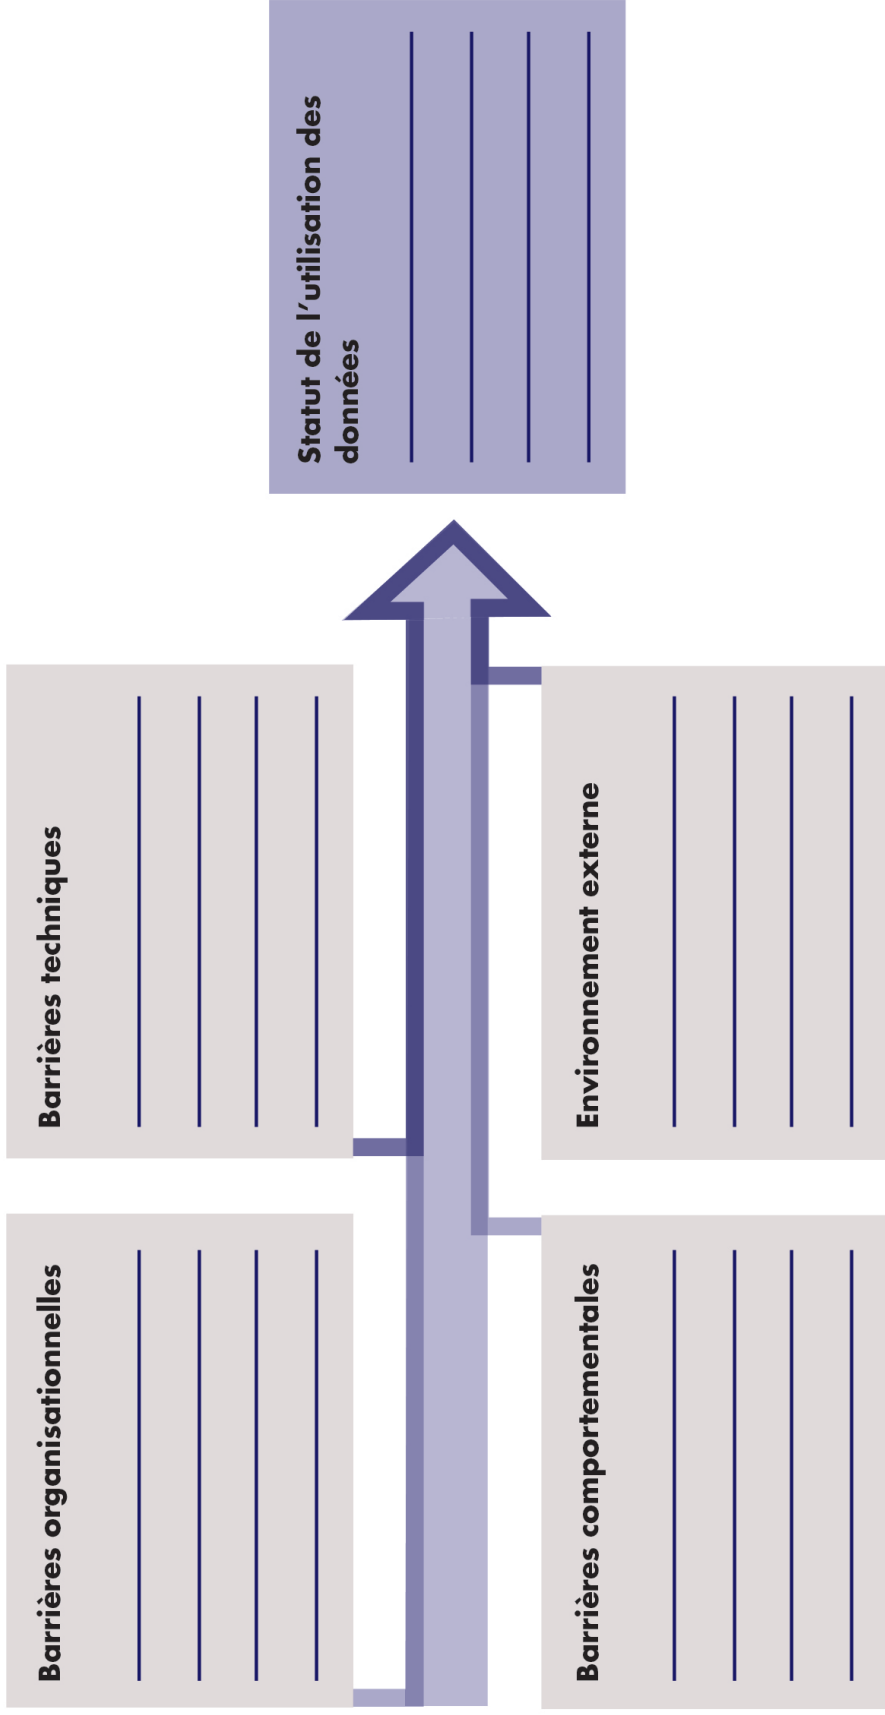 Barrières organisationnelles
Barrières techniques
Barrières comportementales
Environnement externe
Statut de l’utilisation des
données